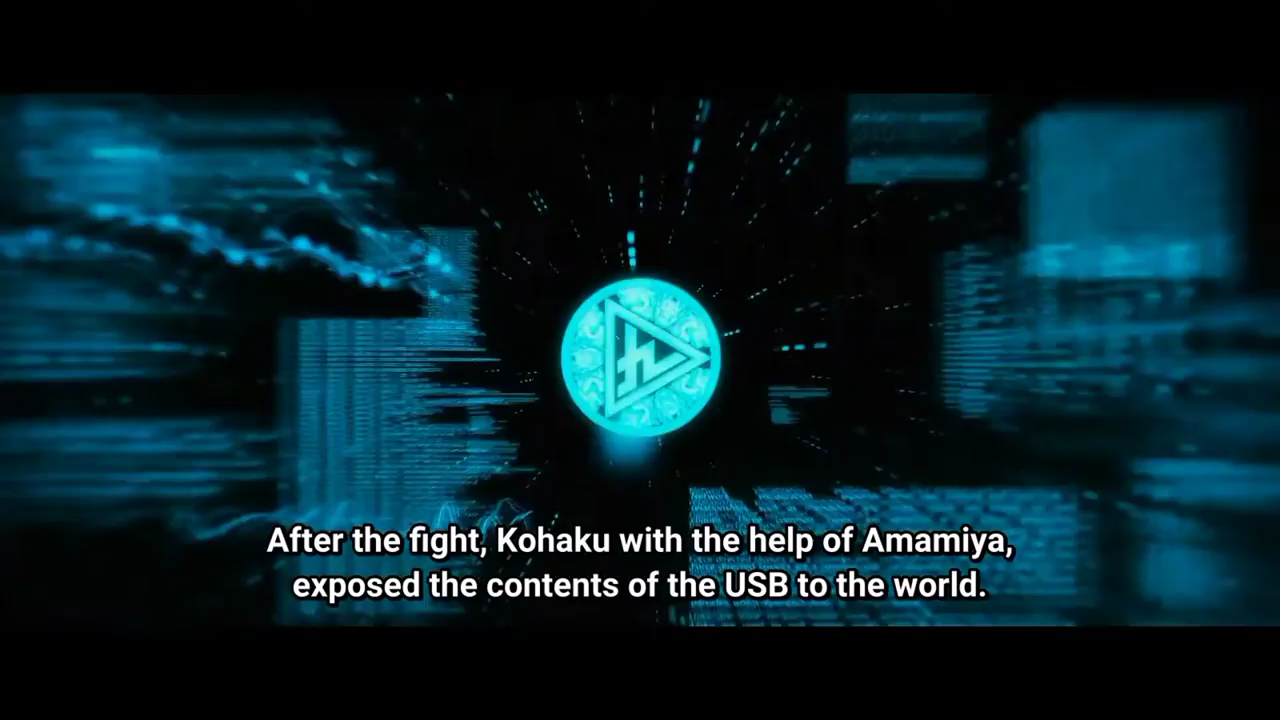 After the fight, Kohaku with the help of Amamiya,
exposed the contents of the USB to the world.